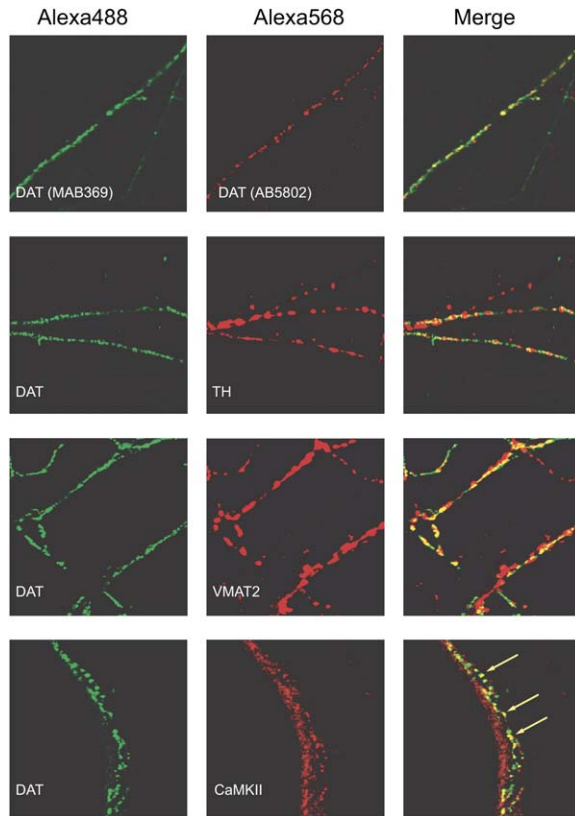 Alexa488 Alexa568 Merge
DAT (MAB369) DAT (AB5802)
DAT TH
DAT VMAT2
DAT CaMKII